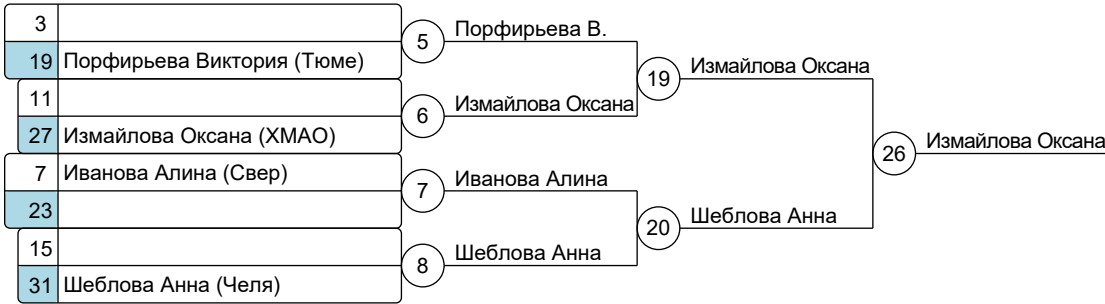 3
19 Порфирьева Виктория (Тюме)
11
27 Измайлова Оксана (ХМАО)
7 Иванова Алина (Свер)
23
15
31 Шеблова Анна (Челя)
5 Порфирьева В.
6 Измайлова Оксана
7 Иванова Алина
8 Шеблова Анна
19 Измайлова Оксана
20 Шеблова Анна
26 Измайлова Оксана